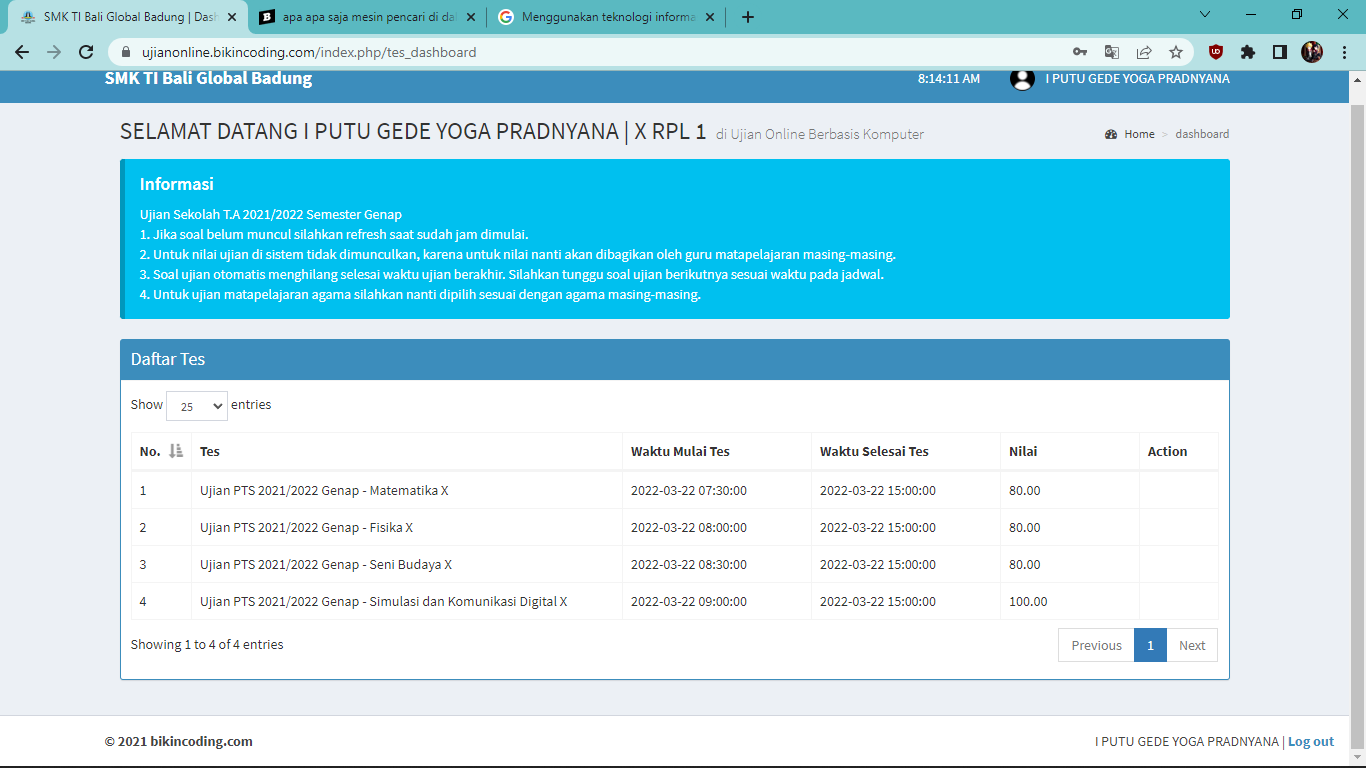 SMK TI Bali Global Badung | Dash
apa apa saja mesin pencari di da
Menggunakan teknologi informa
ujianonline.bikincoding.com/index.php/tes_dashboard
SMK TI Bali Global Badung
8:14:11 AM
I PUTU GEDE YOGA PRADNYANA
SELAMAT DATANG I PUTU GEDE YOGA PRADNYANA | X RPL 1 di Ujian Online Berbasis Komputer
Home > dashboard
Informasi
Ujian Sekolah T.A 2021/2022 Semester Genap
1. Jika soal belum muncul silahkan refresh saat sudah jam dimulai.
2. Untuk nilai ujian di sistem tidak dimunculkan, karena untuk nilai nanti akan dibagikan oleh guru matapelajaran masing-masing.
3. Soal ujian otomatis menghilang selesai waktu ujian berakhir. Silahkan tunggu soal ujian berikutnya sesuai waktu pada jadwal.
4. Untuk ujian matapelajaran agama silahkan nanti dipilih sesuai dengan agama masing-masing.
Daftar Tes
Show 25 entries
No. Tes Waktu Mulai Tes Waktu Selesai Tes Nilai Action
1 Ujian PTS 2021/2022 Genap - Matematika X 2022-03-22 07:30:00 2022-03-22 15:00:00 80.00
2 Ujian PTS 2021/2022 Genap - Fisika X 2022-03-22 08:00:00 2022-03-22 15:00:00 80.00
3 Ujian PTS 2021/2022 Genap - Seni Budaya X 2022-03-22 08:30:00 2022-03-22 15:00:00 80.00
4 Ujian PTS 2021/2022 Genap - Simulasi dan Komunikasi Digital X 2022-03-22 09:00:00 2022-03-22 15:00:00 100.00
Showing 1 to 4 of 4 entries
Previous 1 Next
© 2021 bikincoding.com
I PUTU GEDE YOGA PRADNYANA | Log out